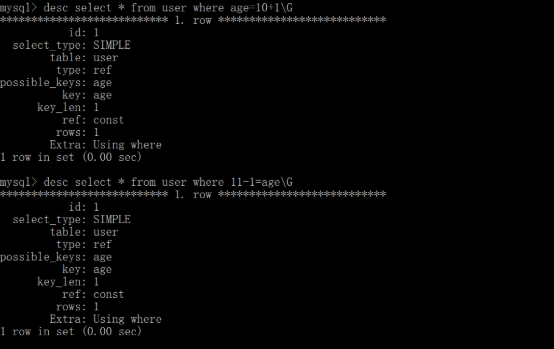 mysql> desc select * from user where age=10+1\G
*************************** 1. row ***************************
id: 1
select_type: SIMPLE
table: user
type: ref
possible_keys: age
key: age
key_len: 1
ref: const
rows: 1
Extra: Using where
1 row in set (0.00 sec)
mysql> desc select * from user where 11-1=age\G
*************************** 1. row ***************************
id: 1
select_type: SIMPLE
table: user
type: ref
possible_keys: age
key: age
key_len: 1
ref: const
rows: 1
Extra: Using where
1 row in set (0.00 sec)